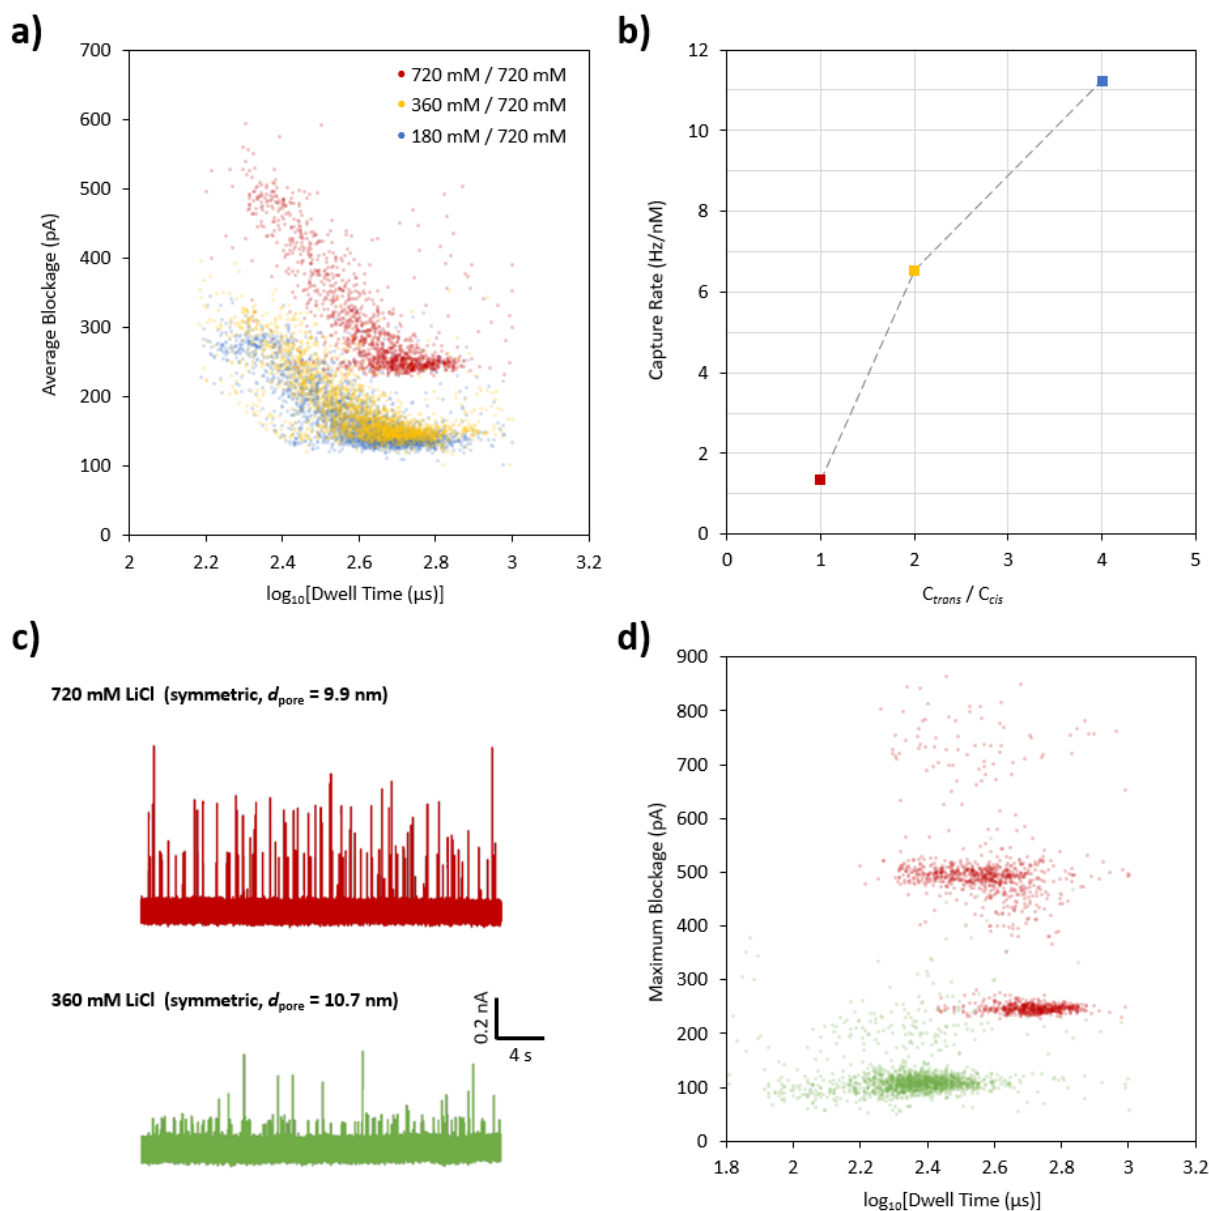 a)
700
600
500
400
300
200
100
0
Average Blockage (pA)
720 mM / 720 mM
360 mM / 720 mM
180 mM / 720 mM
2 2.2 2.4 2.6 2.8 3 3.2
log₁₀[Dwell Time (µs)]
b)
12
10
8
6
4
2
0
Capture Rate (Hz/nM)
0 1 2 3 4 5
Ctrans / Ccis
c)
720 mM LiCl (symmetric, dpore = 9.9 nm)
360 mM LiCl (symmetric, dpore = 10.7 nm)
0.2 nA
4 s
d)
900
800
700
600
500
400
300
200
100
0
Maximum Blockage (pA)
1.8 2 2.2 2.4 2.6 2.8 3 3.2
log₁₀[Dwell Time (µs)]